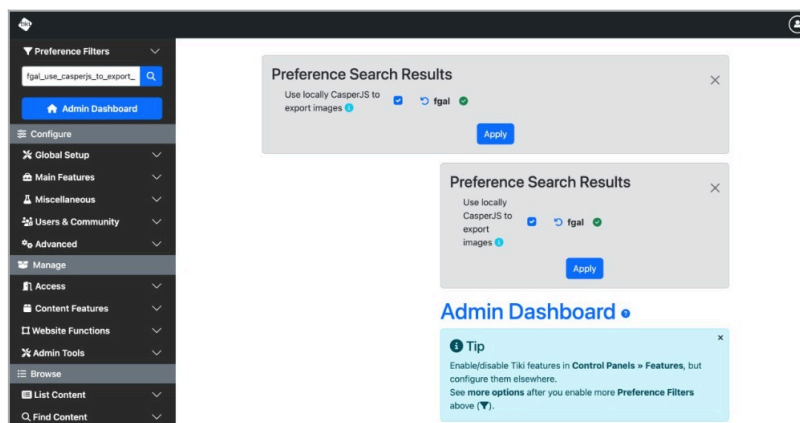 TIKI
Preference Filters
fgal_use_casperjs_to_export_
Admin Dashboard
Configure
Global Setup
Main Features
Miscellaneous
Users & Community
Advanced
Manage
Access
Content Features
Website Functions
Admin Tools
Browse
List Content
Find Content
Preference Search Results
Use locally CasperJS to
export images
fgal
Apply
Preference Search Results
Use locally
CasperJS to
export
images
fgal
Apply
Admin Dashboard
Tip
Enable/disable Tiki features in Control Panels » Features, but
configure them elsewhere.
See more options after you enable more Preference Filters
above ( ).